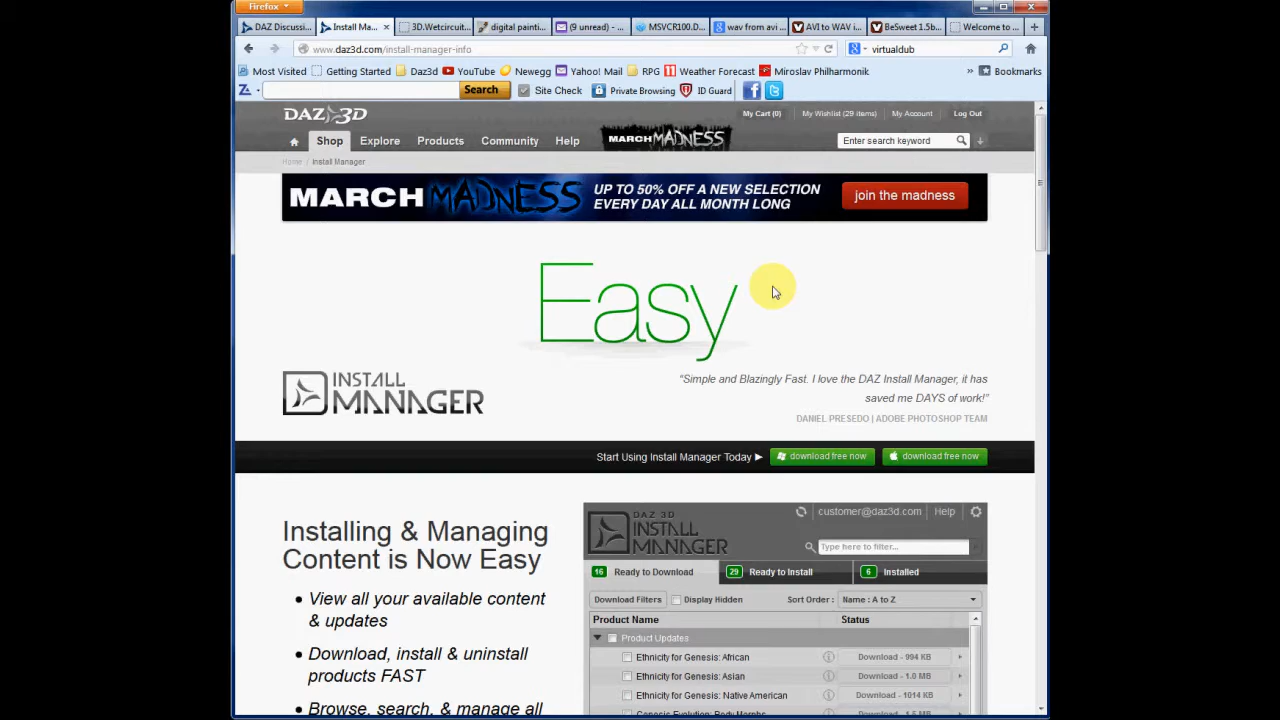 Firefox
DAZ Discussi...
Install Ma...
3D.Wetcircuit...
digital painti...
(9 unread) - ...
MSVCR100.D...
wav from avi ...
AVI to WAV i...
BeSweet 1.5b...
Welcome to ...
www.daz3d.com/install-manager-info
virtualdub
Most Visited
Getting Started
Daz3d
YouTube
Newegg
Yahoo! Mail
RPG
Weather Forecast
Miroslav Philharmonik
»
Bookmarks
Search
Site Check
Private Browsing
ID Guard
DAZ 3D
My Cart (0)
My Wishlist (29 items)
My Account
Log Out
Shop
Explore
Products
Community
Help
MARCH MADNESS
Enter search keyword
Home / Install Manager
MARCH MADNESS
UP TO 50% OFF A NEW SELECTION
EVERY DAY ALL MONTH LONG
join the madness
Easy
INSTALL
MANAGER
“Simple and Blazingly Fast. I love the DAZ Install Manager, it has
saved me DAYS of work!”
DANIEL PRESEDO | ADOBE PHOTOSHOP TEAM
Start Using Install Manager Today ▶
download free now
download free now
Installing & Managing
Content is Now Easy
• View all your available content
& updates
• Download, install & uninstall
products FAST
• Browse, search, & manage all
DAZ 3D
INSTALL
MANAGER
customer@daz3d.com
Help
Type here to filter...
16 Ready to Download
29 Ready to Install
6 Installed
Download Filters
Display Hidden
Sort Order :
Name : A to Z
Product Name
Status
Product Updates
Ethnicity for Genesis: African
Download - 994 KB
Ethnicity for Genesis: Asian
Download - 1.0 MB
Ethnicity for Genesis: Native American
Download - 1014 KB
Genesis Evolution: Body Morphs
Download - 1.5 MB